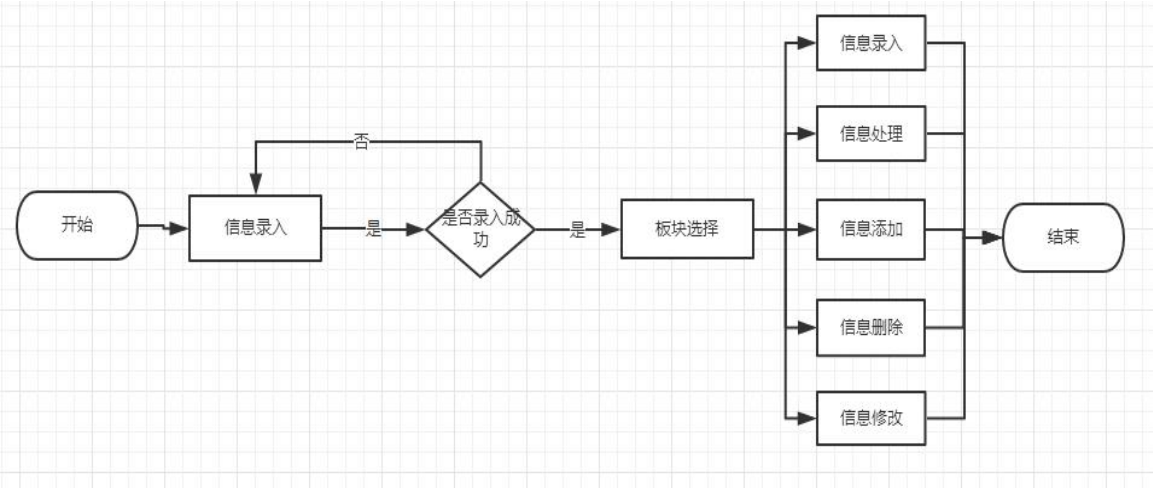 开始
信息录入
否
是
是否录入成
功
是
板块选择
信息录入
信息处理
信息添加
信息删除
信息修改
结束